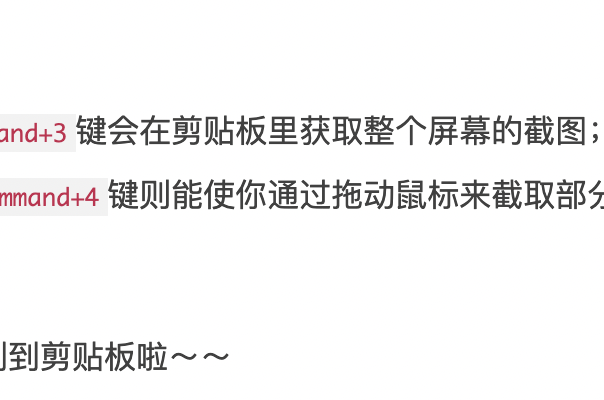 and+3 键会在剪贴板里获取整个屏幕的截图；
mmand+4 键则能使你通过拖动鼠标来截取部分
到剪贴板啦～～